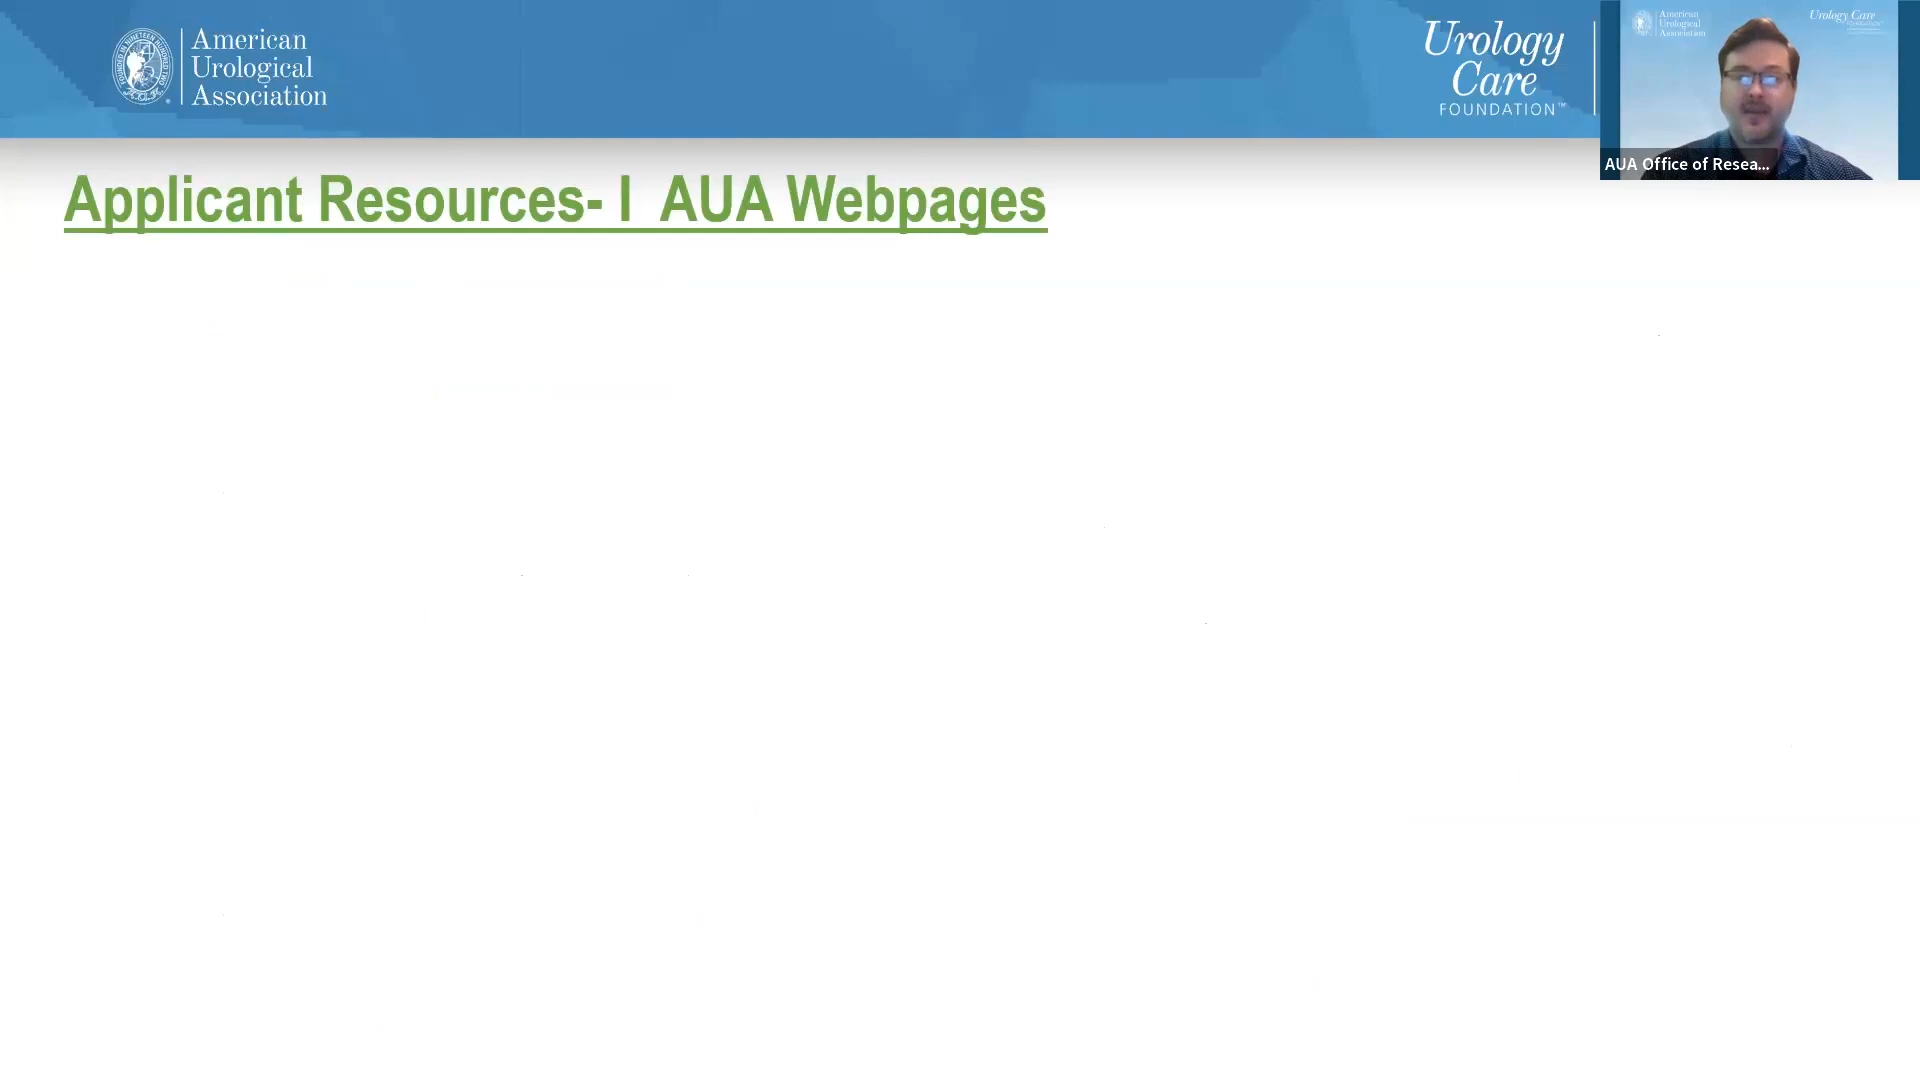 American
Urological
Association
Urology
Care
FOUNDATION™
American
Urological
Association
Urology Care
AUA Office of Resea...
Applicant Resources- I  AUA Webpages